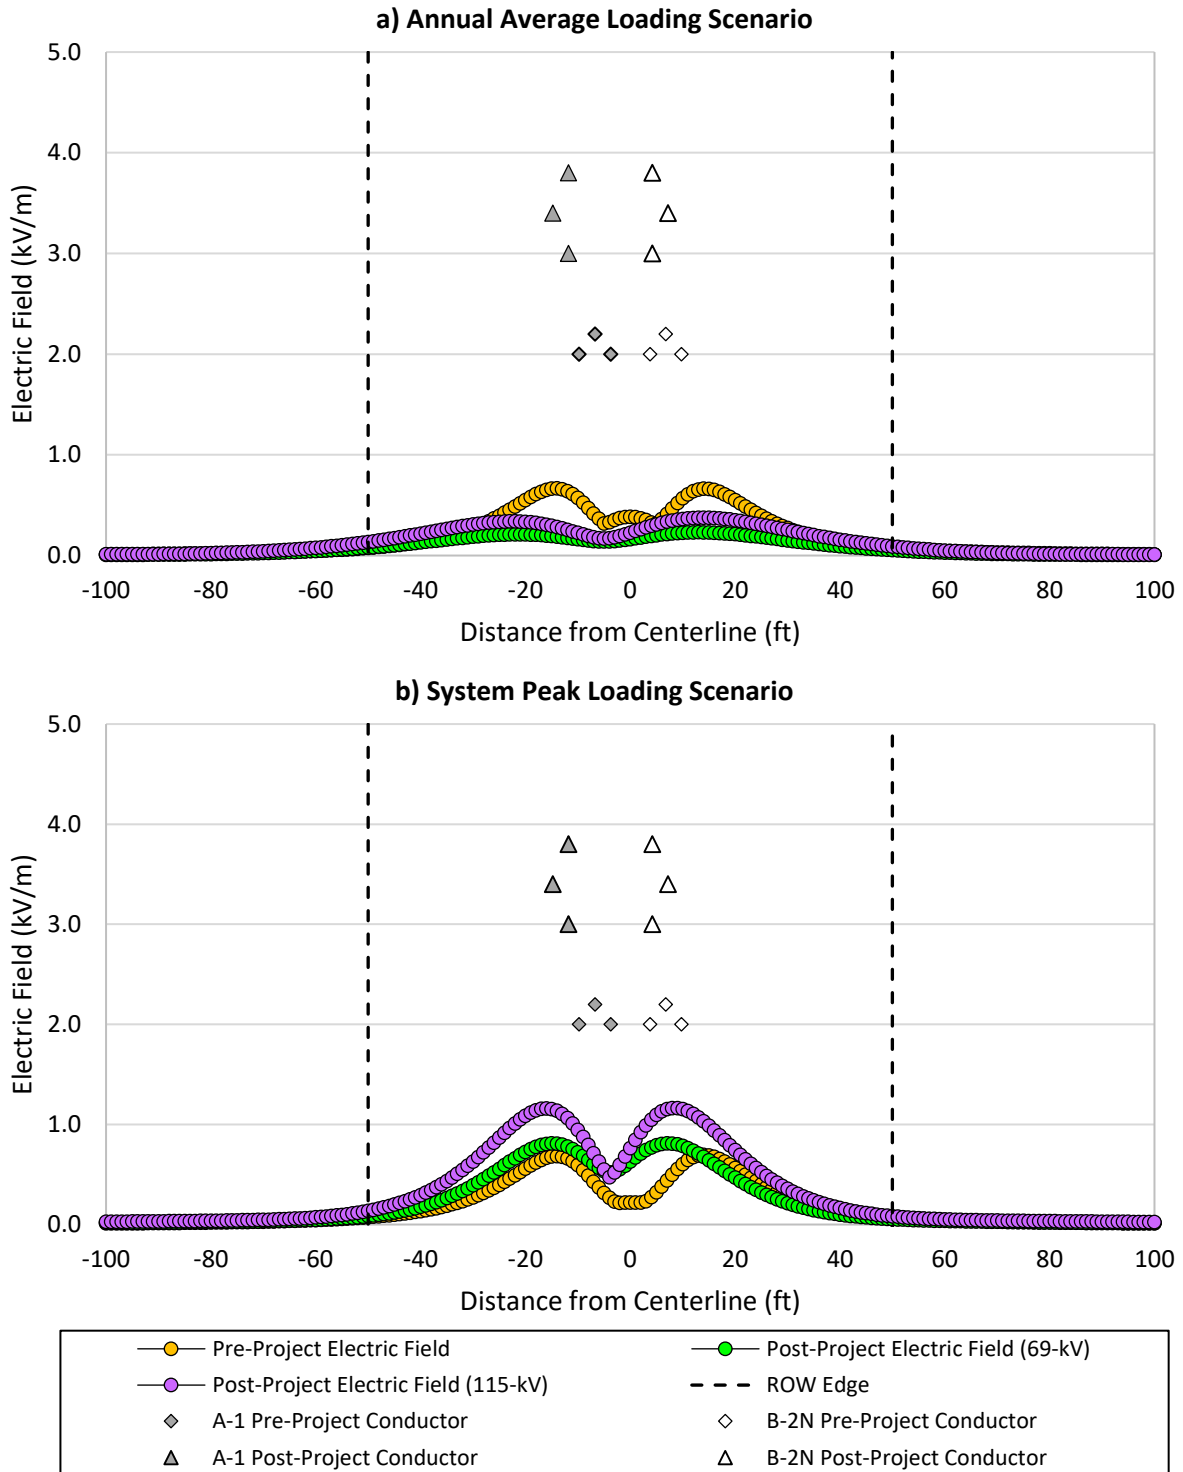 a) Annual Average Loading Scenario
5.0
4.0
3.0
2.0
1.0
0.0
Electric Field (kV/m)
-100 -80 -60 -40 -20 0 20 40 60 80 100
Distance from Centerline (ft)
b) System Peak Loading Scenario
5.0
4.0
3.0
2.0
1.0
0.0
Electric Field (kV/m)
-100 -80 -60 -40 -20 0 20 40 60 80 100
Distance from Centerline (ft)
Pre-Project Electric Field Post-Project Electric Field (69-kV)
Post-Project Electric Field (115-kV) ROW Edge
A-1 Pre-Project Conductor B-2N Pre-Project Conductor
A-1 Post-Project Conductor B-2N Post-Project Conductor